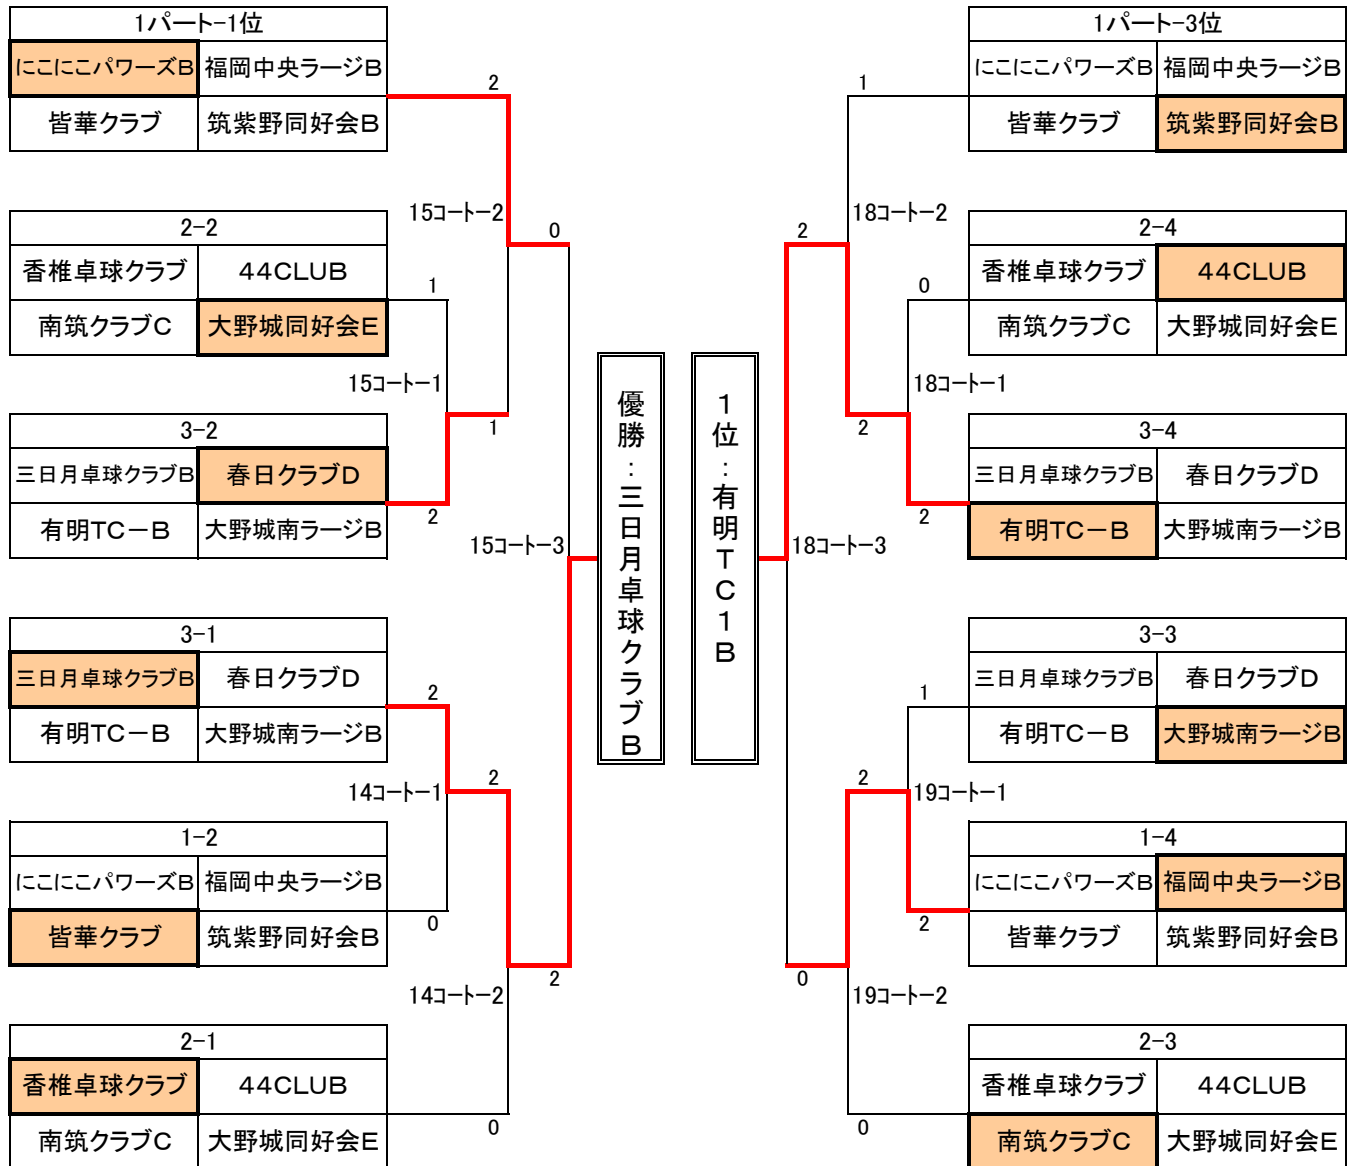 1パート-1位
にこにこパワーズB 福岡中央ラージB
皆華クラブ 筑紫野同好会B
2
15コート-2
0
2-2
香椎卓球クラブ 44CLUB
南筑クラブC 大野城同好会E
1
15コート-1
1
3-2
三日月卓球クラブB 春日クラブD
有明TC-B 大野城南ラージB
2
15コート-3
3-1
三日月卓球クラブB 春日クラブD
有明TC-B 大野城南ラージB
2
14コート-1
2
1-2
にこにこパワーズB 福岡中央ラージB
皆華クラブ 筑紫野同好会B
0
14コート-2
2
2-1
香椎卓球クラブ 44CLUB
南筑クラブC 大野城同好会E
0
優勝:三日月卓球クラブB
1位:有明TC1B
1パート-3位
にこにこパワーズB 福岡中央ラージB
皆華クラブ 筑紫野同好会B
1
18コート-2
2
2-4
香椎卓球クラブ 44CLUB
南筑クラブC 大野城同好会E
0
18コート-1
2
3-4
三日月卓球クラブB 春日クラブD
有明TC-B 大野城南ラージB
2
18コート-3
3-3
三日月卓球クラブB 春日クラブD
有明TC-B 大野城南ラージB
1
19コート-1
2
1-4
にこにこパワーズB 福岡中央ラージB
皆華クラブ 筑紫野同好会B
2
19コート-2
0
2-3
香椎卓球クラブ 44CLUB
南筑クラブC 大野城同好会E
0